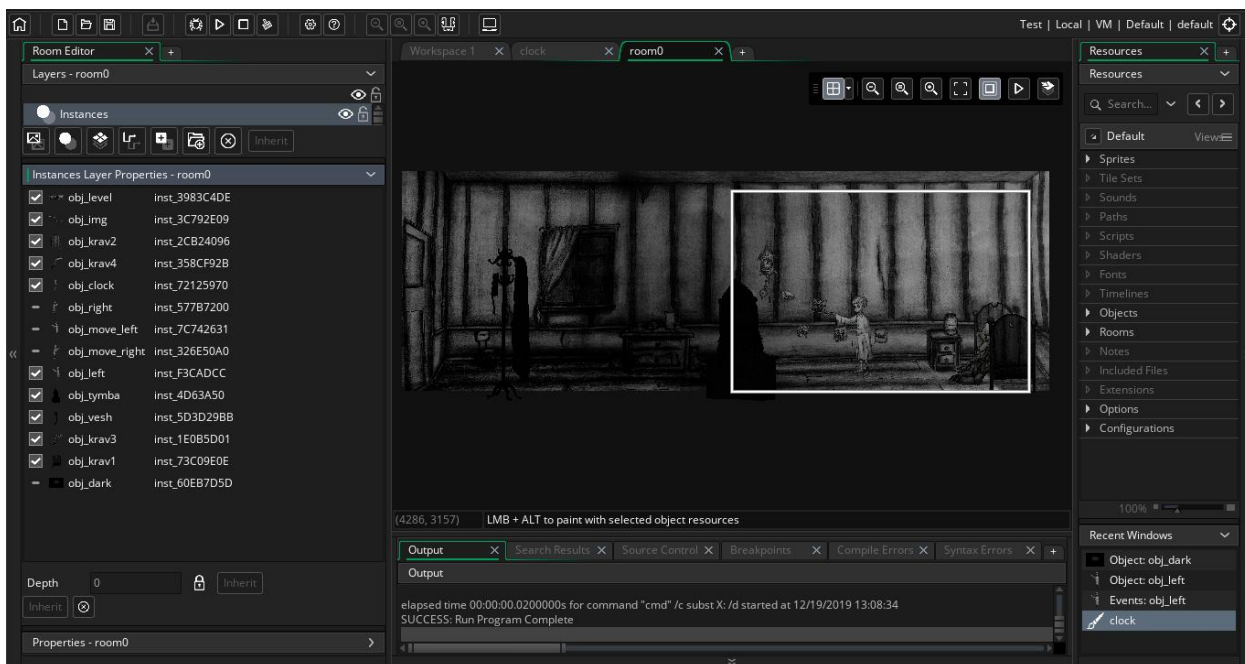 Test | Local | VM | Default | default
Room Editor
Layers - room0
Instances
Inherit
Instances Layer Properties - room0
obj_level inst_3983C4DE
obj_img inst_3C792E09
obj_krav2 inst_2CB24096
obj_krav4 inst_358CF92B
obj_clock inst_72125970
obj_right inst_577B7200
obj_move_left inst_7C742631
obj_move_right inst_326E50A0
obj_left inst_F3CADCC
obj_tymba inst_4D63A50
obj_vesh inst_5D3D29BB
obj_krav3 inst_1E0B5D01
obj_krav1 inst_73C09E0E
obj_dark inst_60EB7D5D
Depth 0 Inherit
Inherit
Properties - room0
Workspace 1 clock room0
(4286, 3157) LMB + ALT to paint with selected object resources
Output Search Results Source Control Breakpoints Compile Errors Syntax Errors
Output
elapsed time 00:00:00.0200000s for command "cmd" /c subst X: /d started at 12/19/2019 13:08:34
SUCCESS: Run Program Complete
Resources
Resources
Search...
Default Views
Sprites
Tile Sets
Sounds
Paths
Scripts
Shaders
Fonts
Timelines
Objects
Rooms
Notes
Included Files
Extensions
Options
Configurations
100%
Recent Windows
Object: obj_dark
Object: obj_left
Events: obj_left
clock